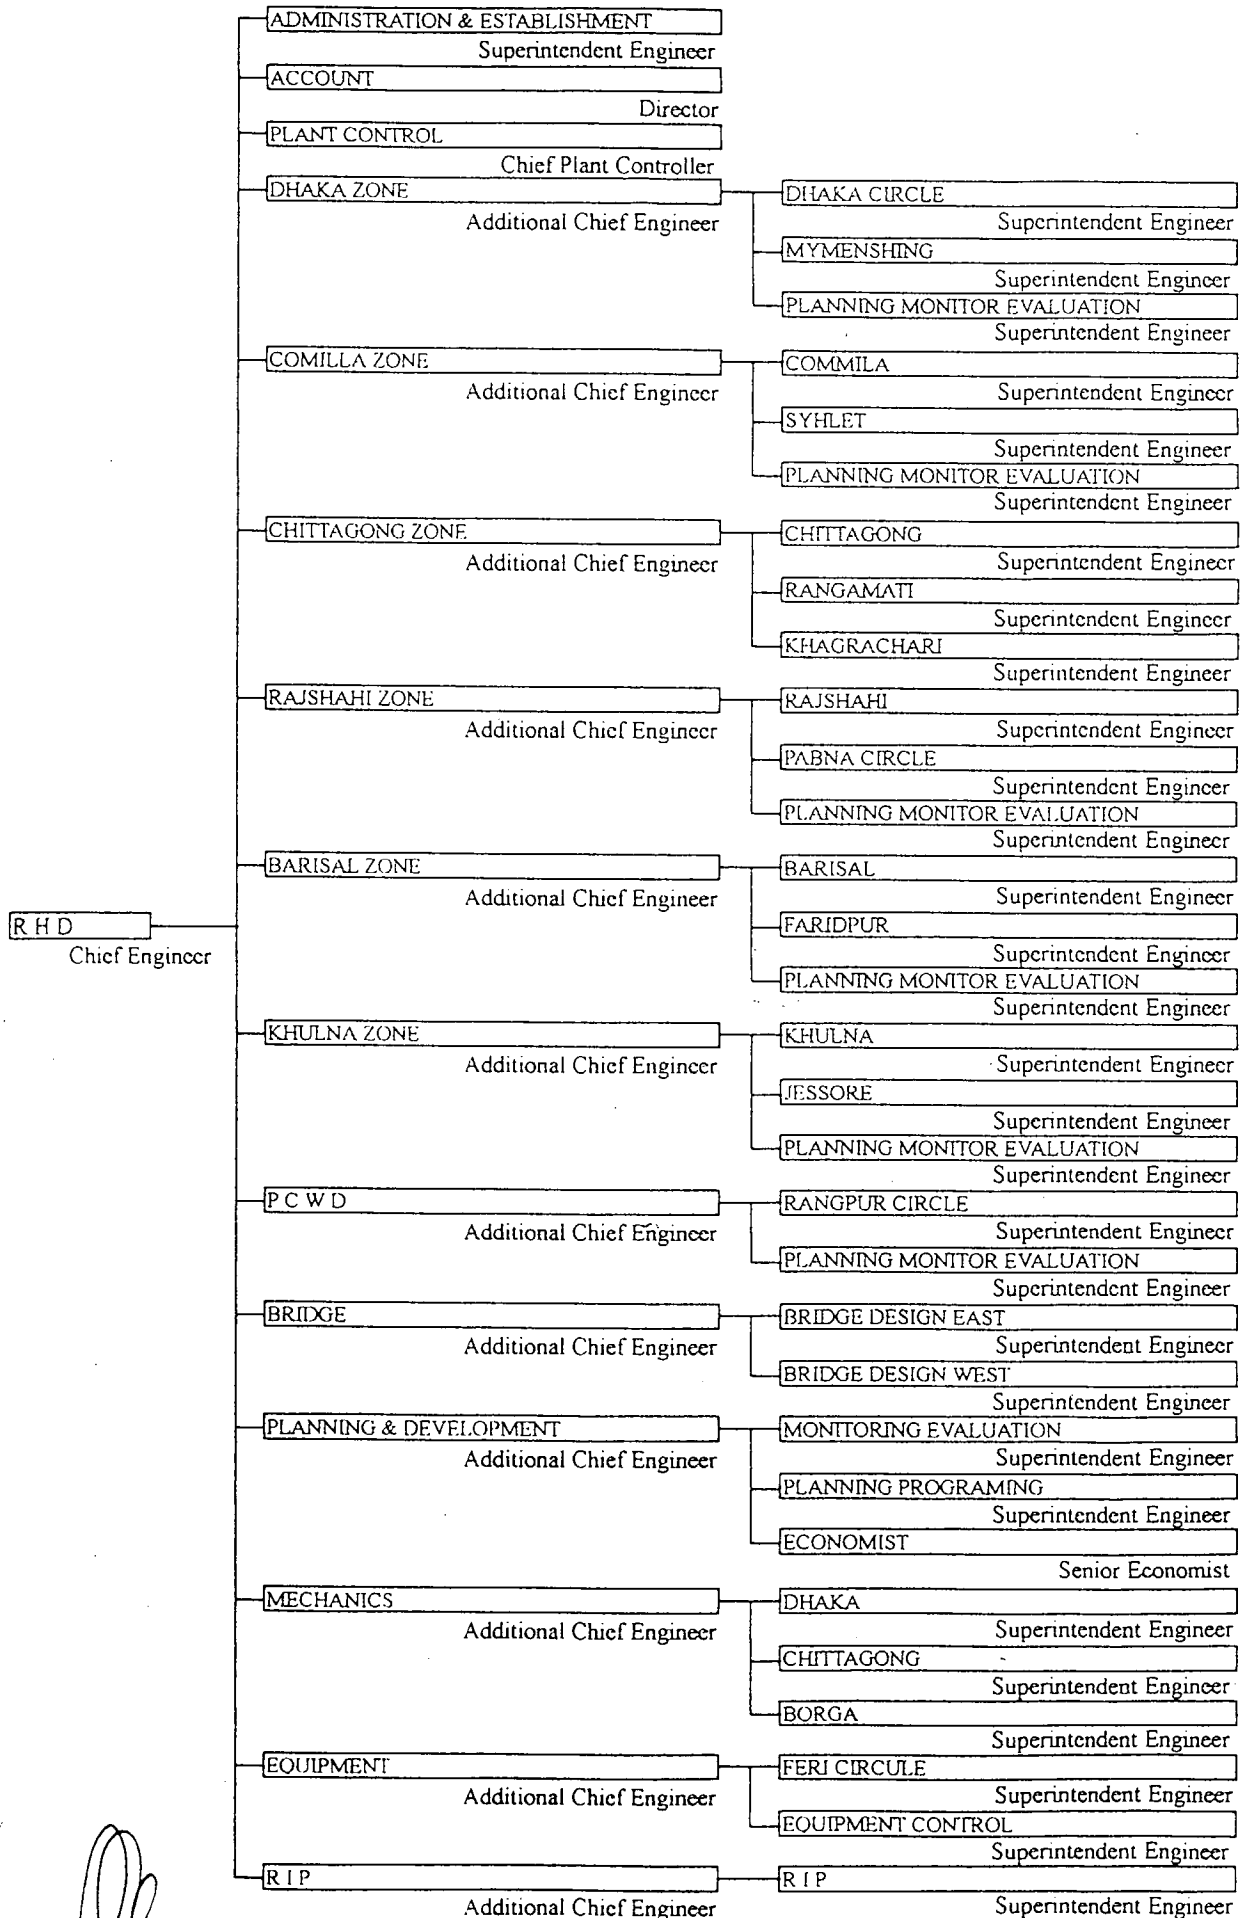 R H D
Chief Engineer
ADMINISTRATION & ESTABLISHMENT
Superintendent Engineer
ACCOUNT
Director
PLANT CONTROL
Chief Plant Controller
DHAKA ZONE
Additional Chief Engineer
DHAKA CIRCLE
Superintendent Engineer
MYMENSHING
Superintendent Engineer
PLANNING MONITOR EVALUATION
Superintendent Engineer
COMILLA ZONE
Additional Chief Engineer
COMMILA
Superintendent Engineer
SYHLET
Superintendent Engineer
PLANNING MONITOR EVALUATION
Superintendent Engineer
CHITTAGONG ZONE
Additional Chief Engineer
CHITTAGONG
Superintendent Engineer
RANGAMATI
Superintendent Engineer
KHAGRACHARI
Superintendent Engineer
RAJSHAHI ZONE
Additional Chief Engineer
RAJSHAHI
Superintendent Engineer
PABNA CIRCLE
Superintendent Engineer
PLANNING MONITOR EVALUATION
Superintendent Engineer
BARISAL ZONE
Additional Chief Engineer
BARISAL
Superintendent Engineer
FARIDPUR
Superintendent Engineer
PLANNING MONITOR EVALUATION
Superintendent Engineer
KHULNA ZONE
Additional Chief Engineer
KHULNA
Superintendent Engineer
JESSORE
Superintendent Engineer
PLANNING MONITOR EVALUATION
Superintendent Engineer
P C W D
Additional Chief Engineer
RANGPUR CIRCLE
Superintendent Engineer
PLANNING MONITOR EVALUATION
Superintendent Engineer
BRIDGE
Additional Chief Engineer
BRIDGE DESIGN EAST
Superintendent Engineer
BRIDGE DESIGN WEST
Superintendent Engineer
PLANNING & DEVELOPMENT
Additional Chief Engineer
MONITORING EVALUATION
Superintendent Engineer
PLANNING PROGRAMING
Superintendent Engineer
ECONOMIST
Senior Economist
MECHANICS
Additional Chief Engineer
DHAKA
Superintendent Engineer
CHITTAGONG
Superintendent Engineer
BORGA
Superintendent Engineer
EQUIPMENT
Additional Chief Engineer
FERI CIRCULE
Superintendent Engineer
EQUIPMENT CONTROL
Superintendent Engineer
R I P
Additional Chief Engineer
R I P
Superintendent Engineer